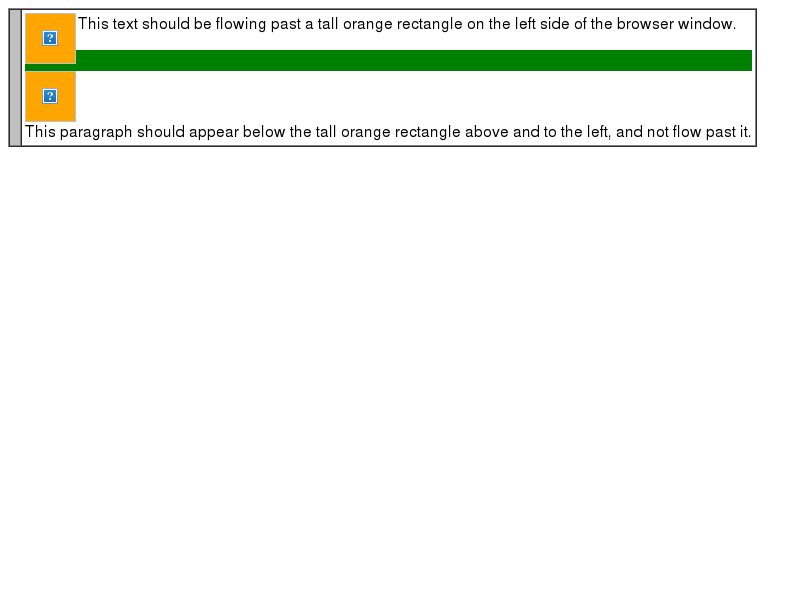 This text should be flowing past a tall orange rectangle on the left side of the browser window.
This paragraph should appear below the tall orange rectangle above and to the left, and not flow past it.